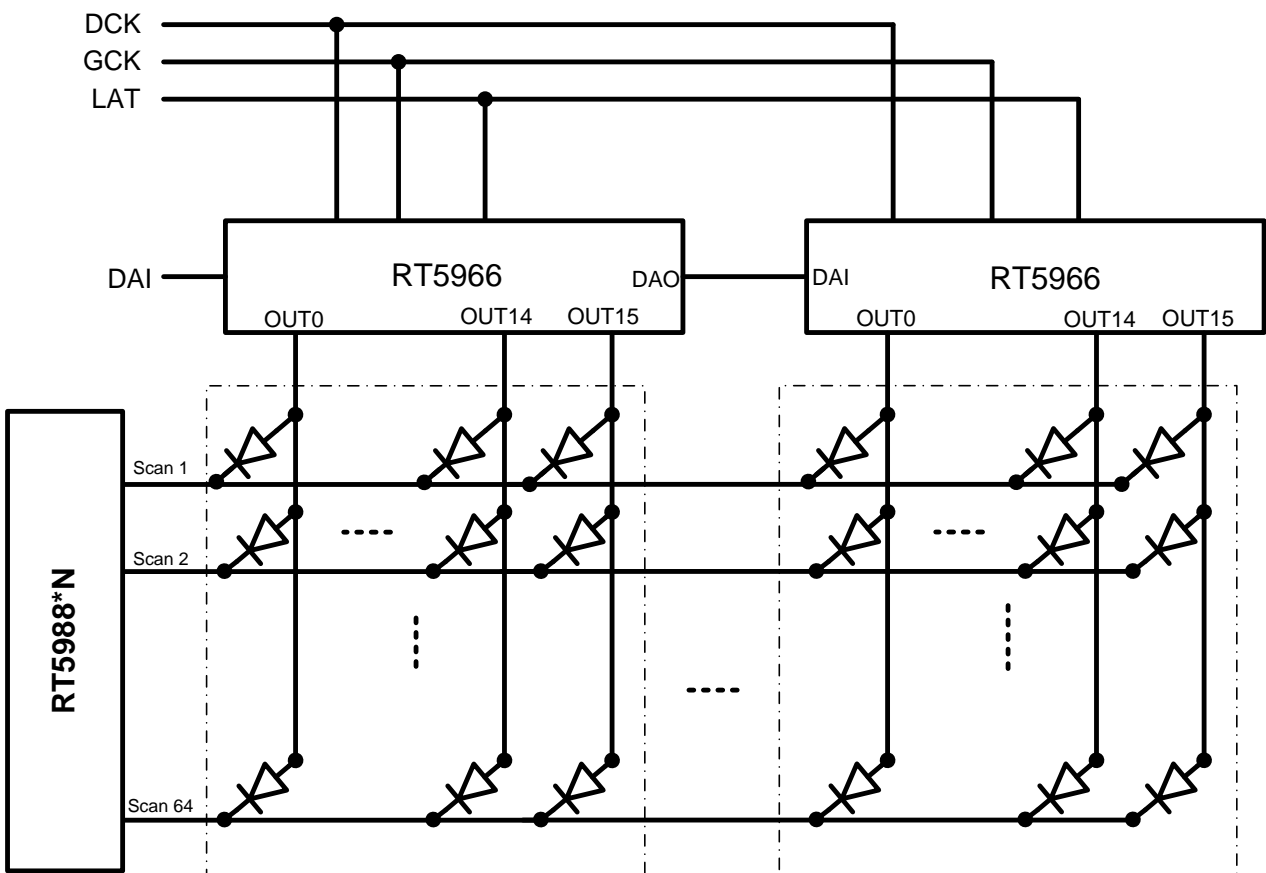 DCK
GCK
LAT
DAI
RT5966
DAO
DAI
RT5966
OUT0
OUT14
OUT15
OUT0
OUT14
OUT15
RT5988*N
Scan 1
Scan 2
Scan 64